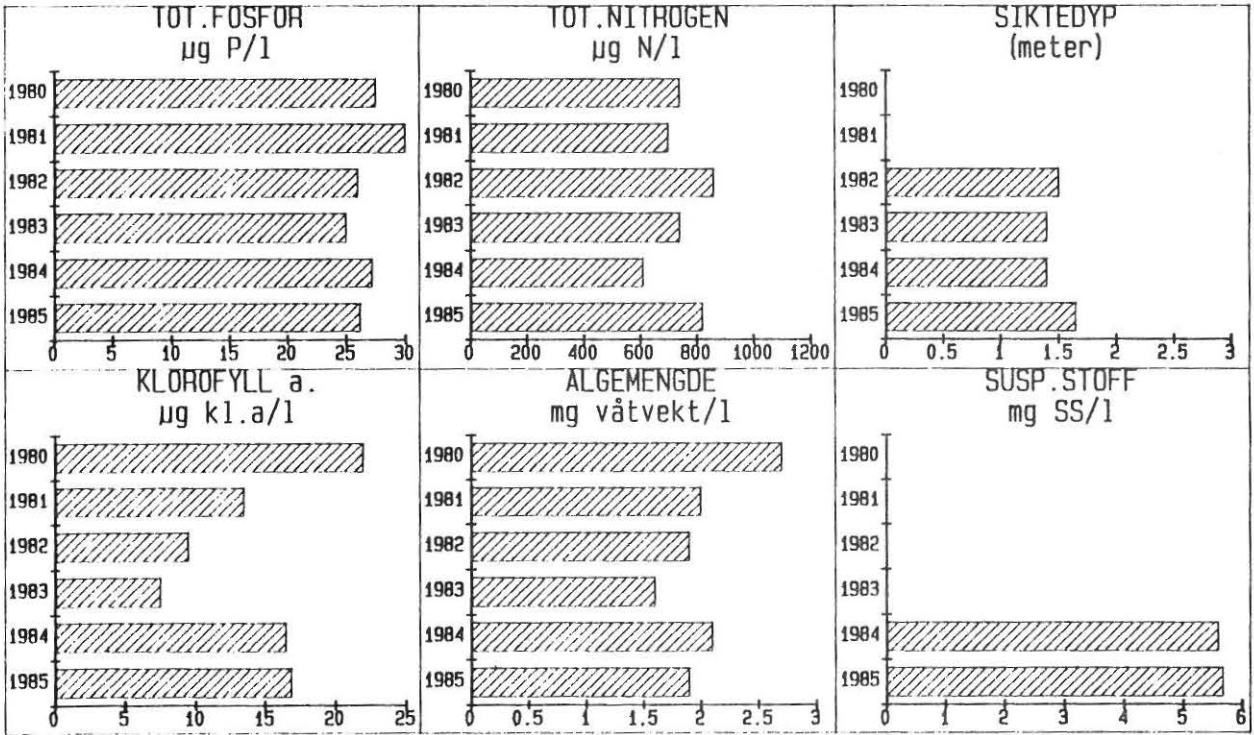 TOT.FOSFOR
µg P/l
1980
1981
1982
1983
1984
1985
0 5 10 15 20 25 30
TOT.NITROGEN
µg N/l
1980
1981
1982
1983
1984
1985
0 200 400 600 800 1000 1200
SIKTEDYP
(meter)
1980
1981
1982
1983
1984
1985
0 0.5 1 1.5 2 2.5 3
KLOROFYLL a.
µg kl.a/l
1980
1981
1982
1983
1984
1985
0 5 10 15 20 25
ALGEMENGDE
mg våtvekt/l
1980
1981
1982
1983
1984
1985
0 .5 1 1.5 2 2.5 3
SUSP.STOFF
mg SS/l
1980
1981
1982
1983
1984
1985
0 1 2 3 4 5 6